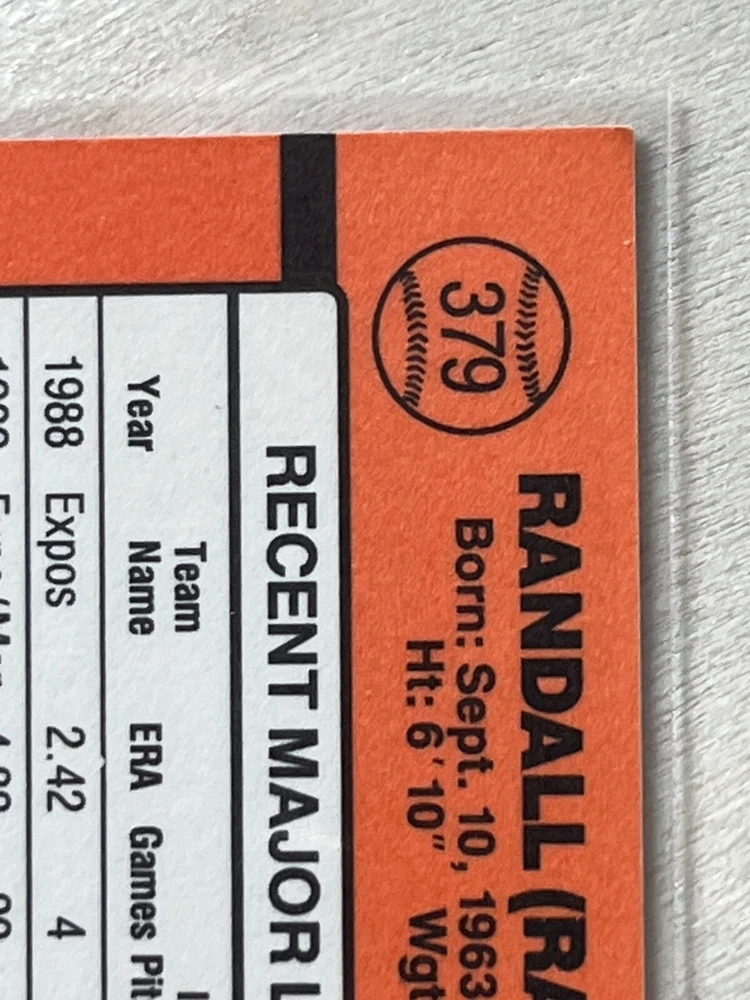 379
RANDALL (RA
Born: Sept. 10, 1963
Ht: 6'10" Wgt
RECENT MAJOR L
Team
Year Name ERA Games Pit
1988 Expos 2.42 4